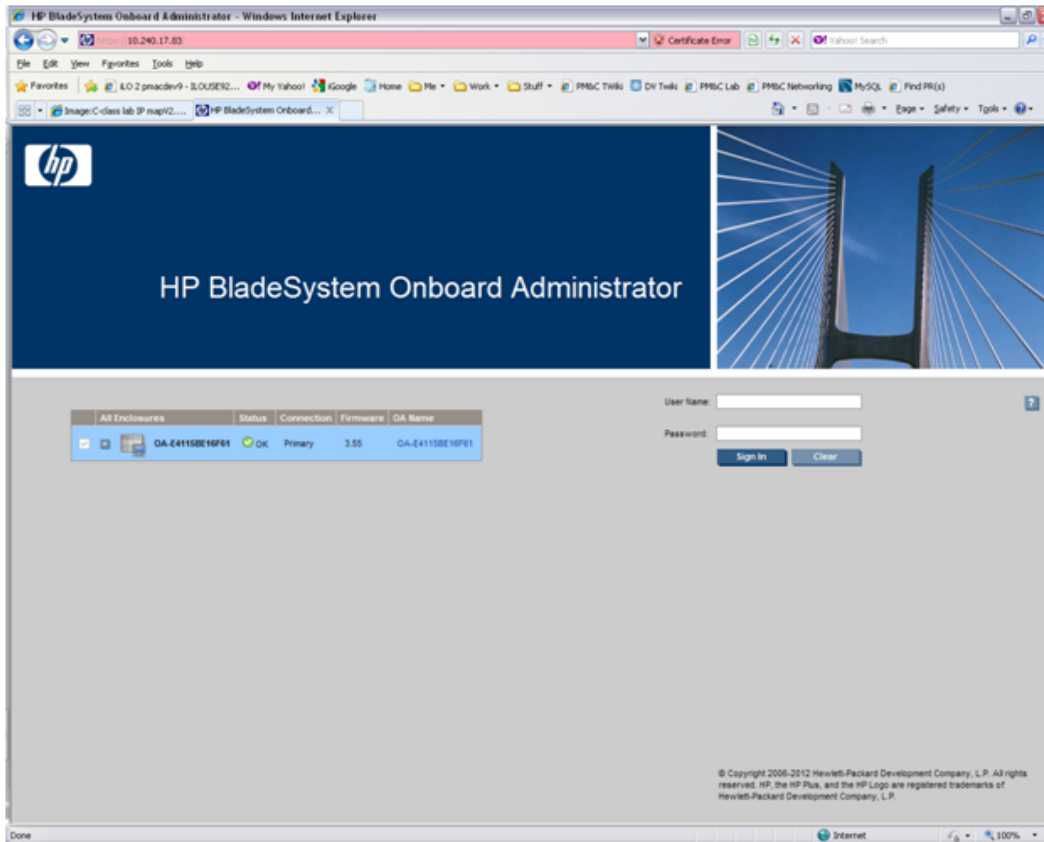 HP BladeSystem Onboard Administrator - Windows Internet Explorer
https://10.240.17.83
Certificate Error
Yahoo! Search
File Edit View Favorites Tools Help
Favorites iLO 2 pmacdev9 - ILOUSE92... My Yahoo! iGoogle Home Me Work Stuff PM&C TWiki DV Twiki PM&C Lab PM&C Networking MySQL Find PR(s)
Image:C-class lab IP mapV2.... HP BladeSystem Onboard... X
Page Safety Tools
hp
HP BladeSystem Onboard Administrator
All Enclosures Status Connection Firmware OA Name
OA-E4115BE16F61 OK Primary 3.55 OA-E4115BE16F61
User Name:
?
Password:
Sign In Clear
© Copyright 2006-2012 Hewlett-Packard Development Company, L.P. All rights
reserved. HP, the HP Plus, and the HP Logo are registered trademarks of
Hewlett-Packard Development Company, L.P.
Done
Internet
100%